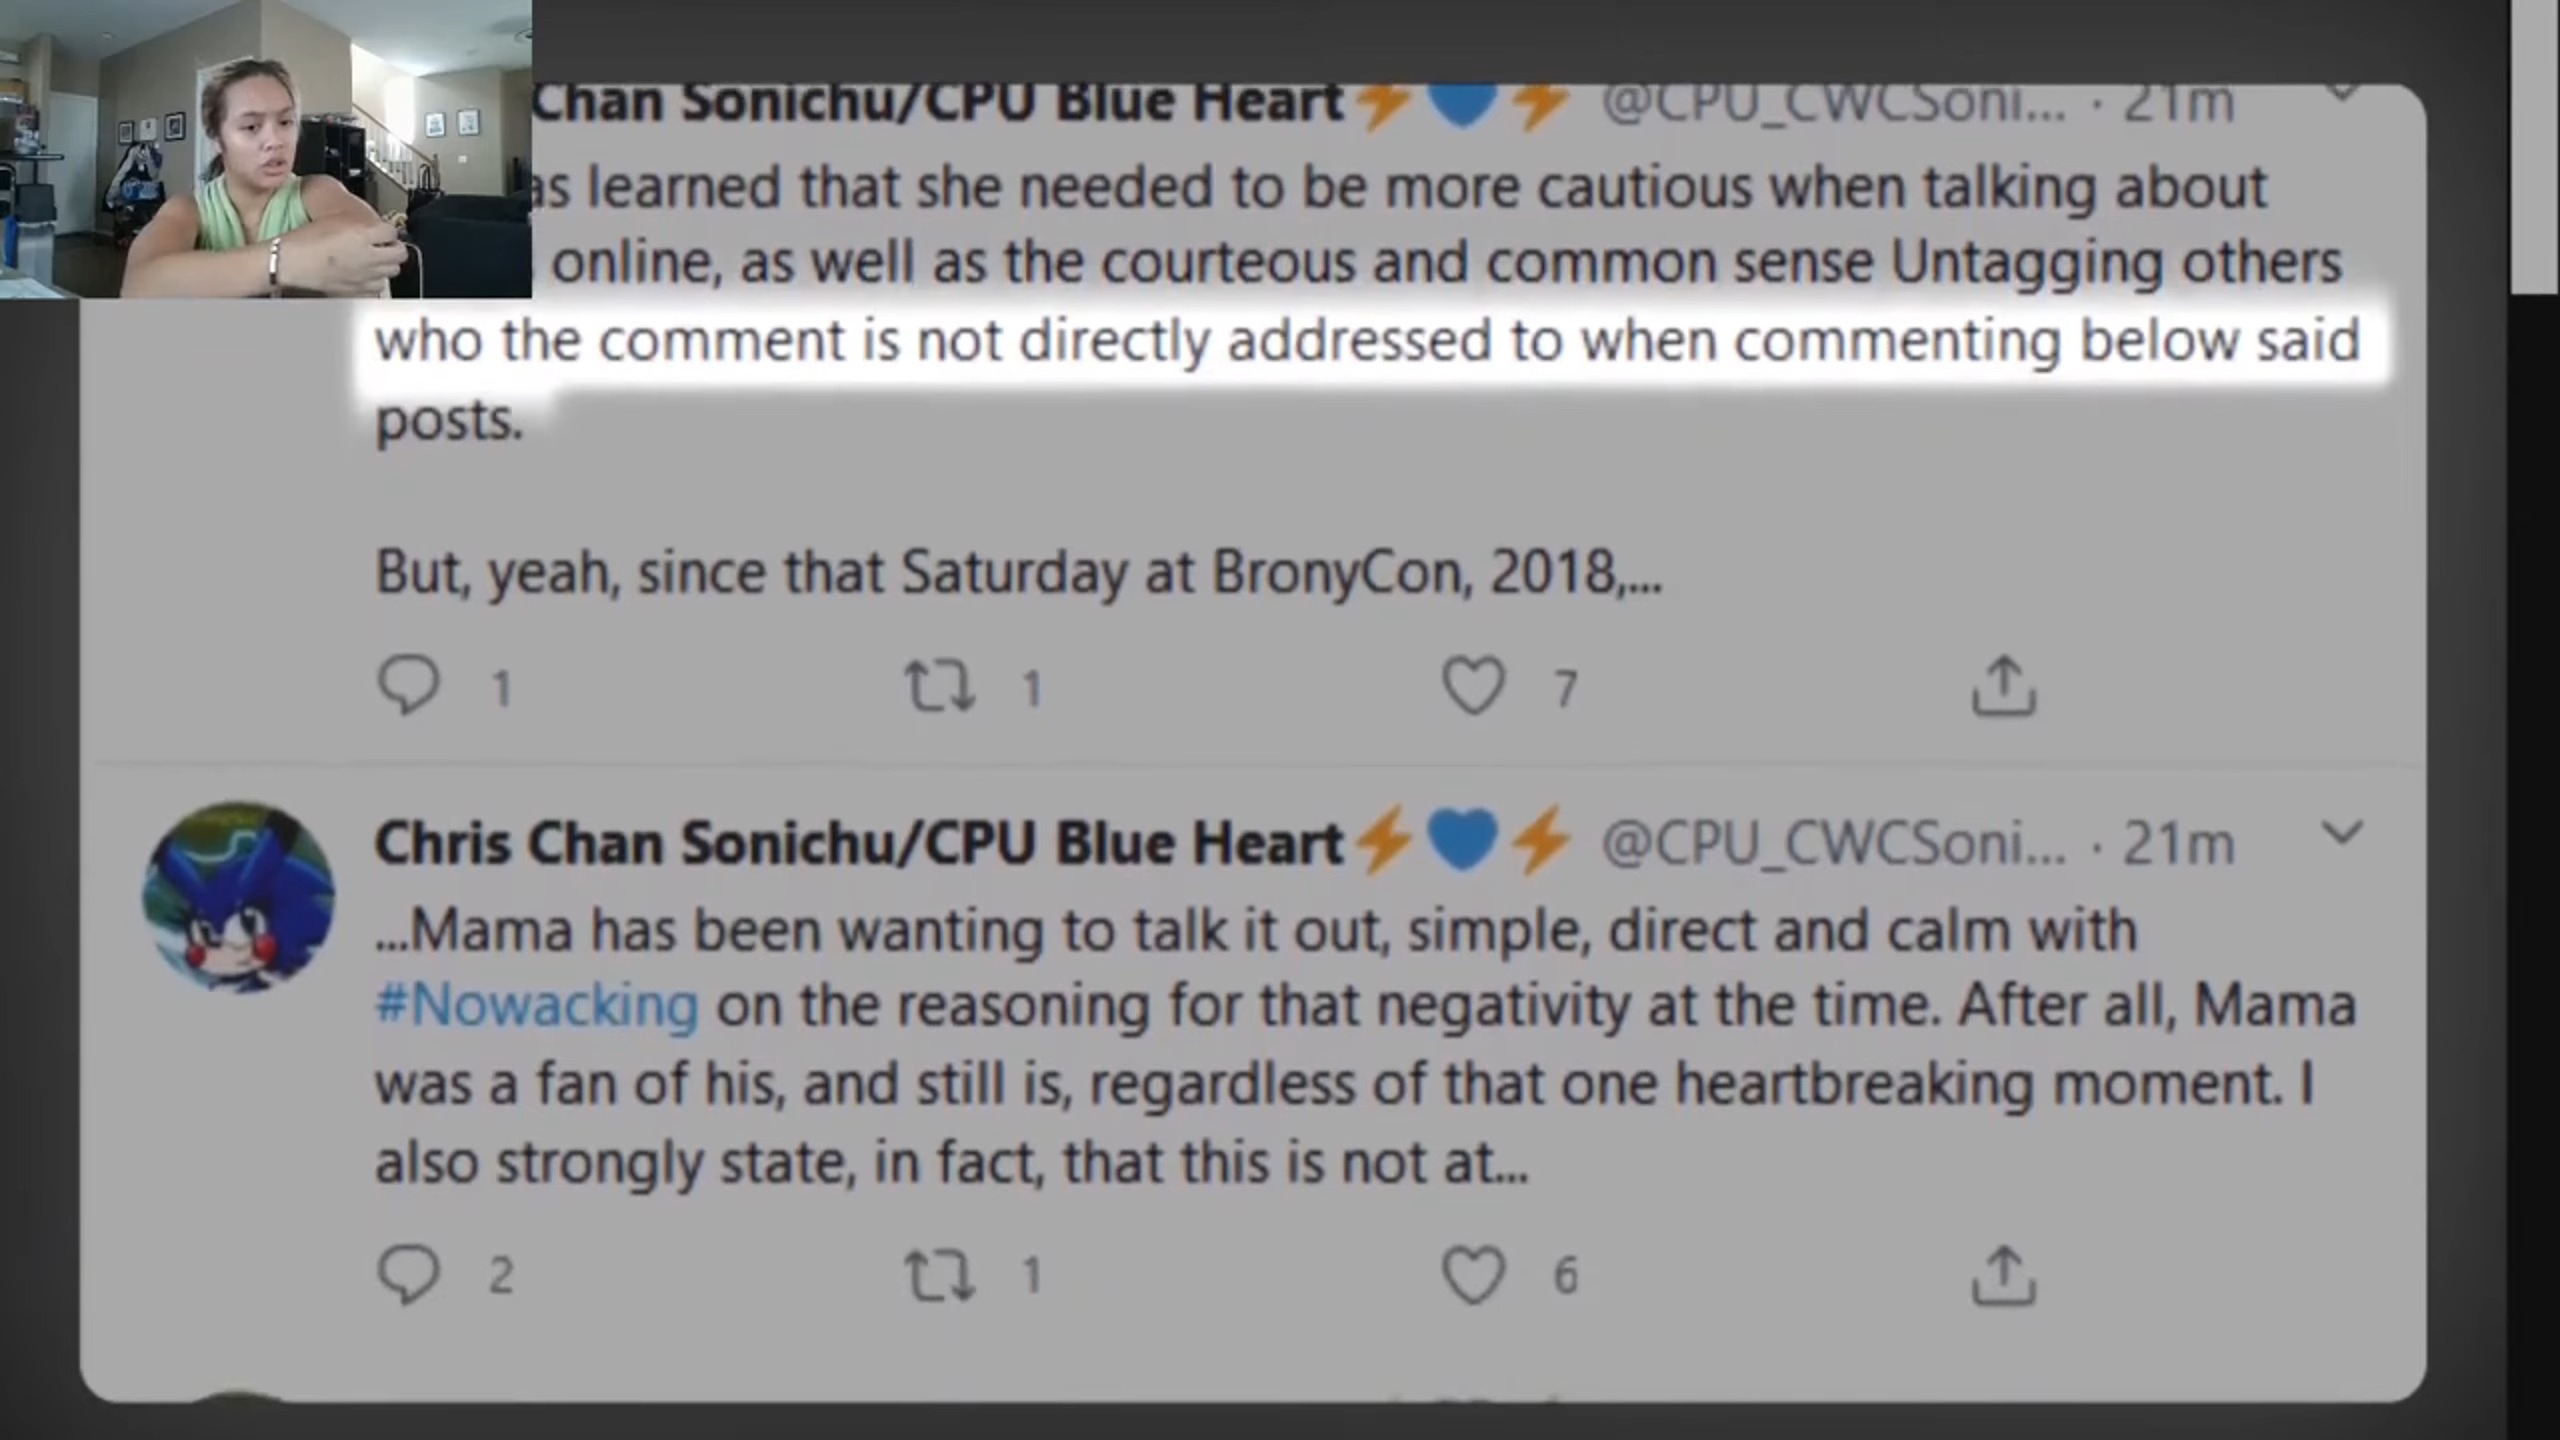 Chan Sonichu/CPU Blue Heart⚡💙⚡ @CPU_CWCSoni... · 21m
as learned that she needed to be more cautious when talking about
online, as well as the courteous and common sense Untagging others
who the comment is not directly addressed to when commenting below said
posts.
But, yeah, since that Saturday at BronyCon, 2018,...
1 1 7
Chris Chan Sonichu/CPU Blue Heart⚡💙⚡ @CPU_CWCSoni... · 21m
...Mama has been wanting to talk it out, simple, direct and calm with
#Nowacking on the reasoning for that negativity at the time. After all, Mama
was a fan of his, and still is, regardless of that one heartbreaking moment. I
also strongly state, in fact, that this is not at...
2 1 6